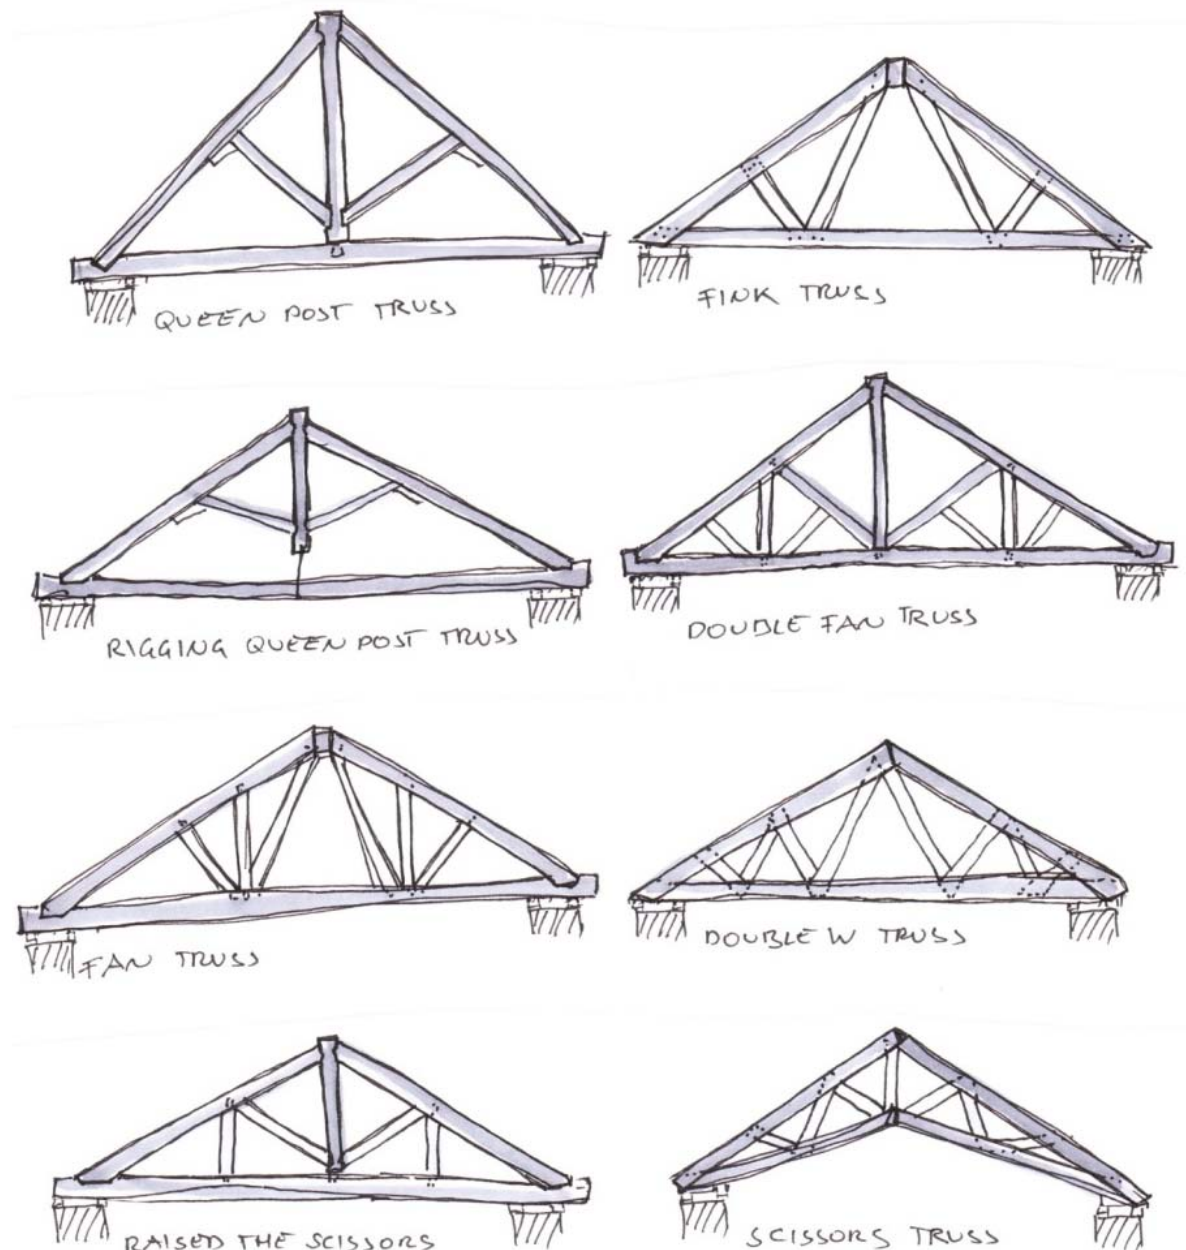 QUEEN POST TRUSS
FINK TRUSS
RIGGING QUEEN POST TRUSS
DOUBLE FAN TRUSS
FAN TRUSS
DOUBLE W TRUSS
RAISED THE SCISSORS
SCISSORS TRUSS